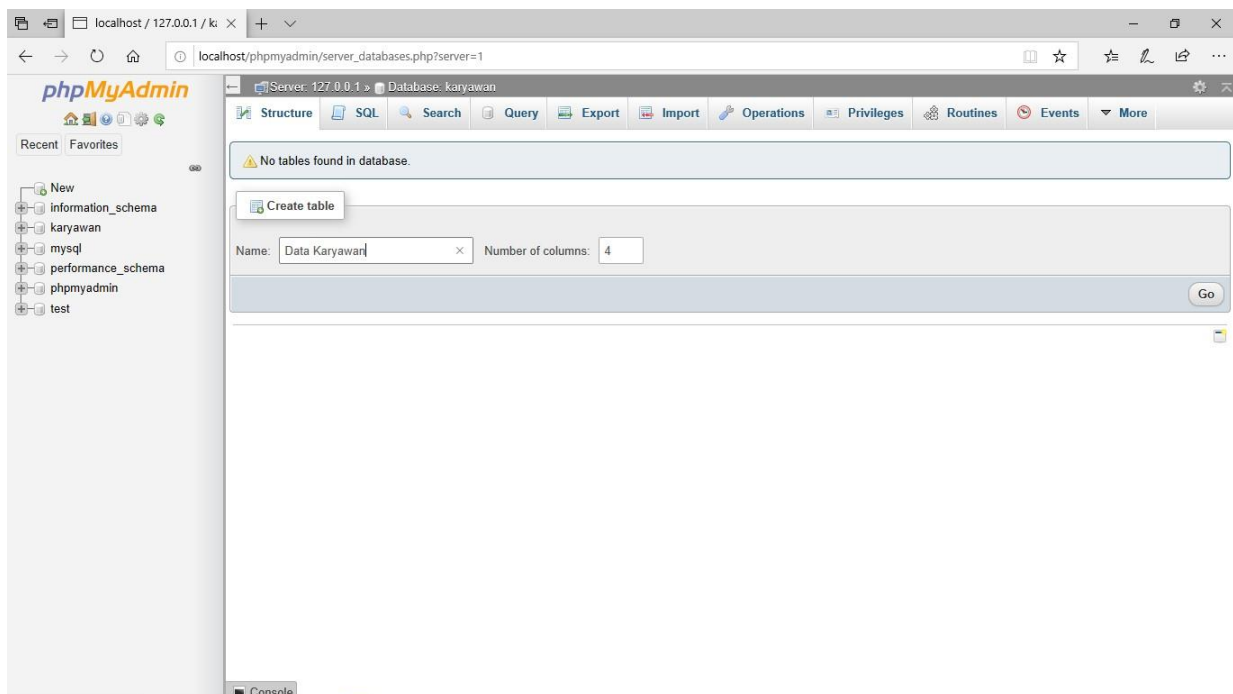 localhost / 127.0.0.1 / ka
localhost/phpmyadmin/server_databases.php?server=1
phpMyAdmin
Recent Favorites
New
information_schema
karyawan
mysql
performance_schema
phpmyadmin
test
Server: 127.0.0.1 » Database: karyawan
Structure SQL Search Query Export Import Operations Privileges Routines Events More
No tables found in database.
Create table
Name: Data Karyawan Number of columns: 4
Go
Console